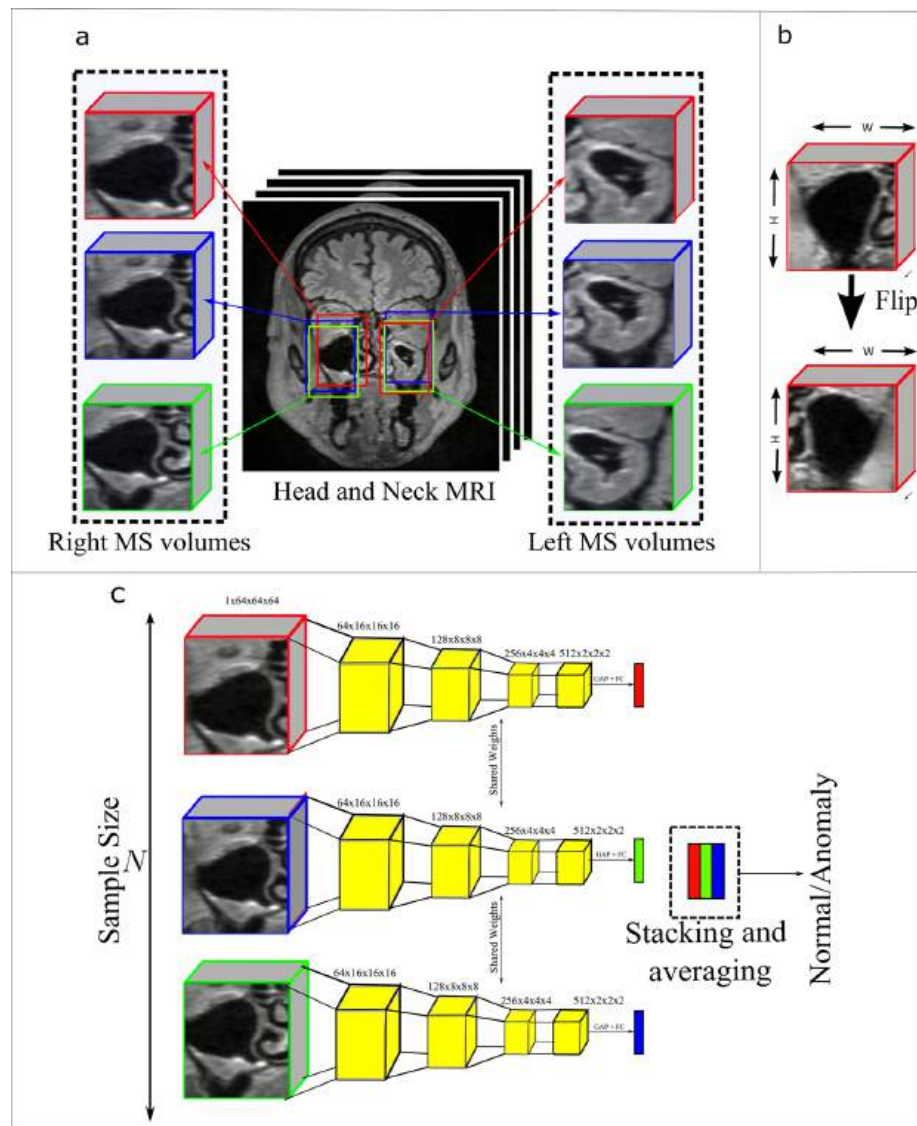 a
Head and Neck MRI
Right MS volumes
Left MS volumes
b
W
H
Flip
W
H
c
1x64x64x64
64x16x16x16
128x8x8x8
256x4x4x4
512x2x2x2
GAP + FC
Shared Weights
64x16x16x16
128x8x8x8
256x4x4x4
512x2x2x2
GAP + FC
Shared Weights
64x16x16x16
128x8x8x8
256x4x4x4
512x2x2x2
GAP + FC
Sample Size
N
Stacking and
averaging
Normal/Anomaly